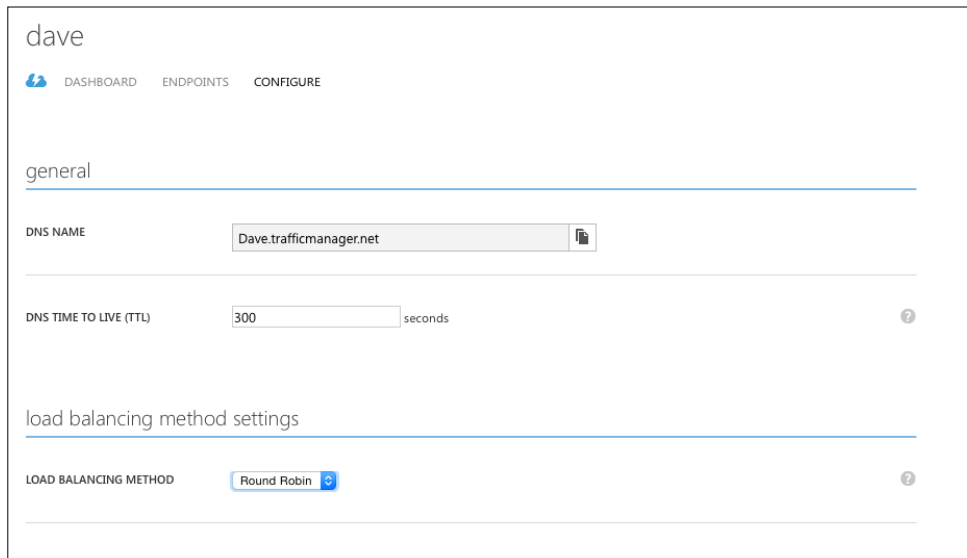 dave
DASHBOARD ENDPOINTS CONFIGURE
general
DNS NAME Dave.trafficmanager.net
DNS TIME TO LIVE (TTL) 300 seconds ?
load balancing method settings
LOAD BALANCING METHOD Round Robin ?